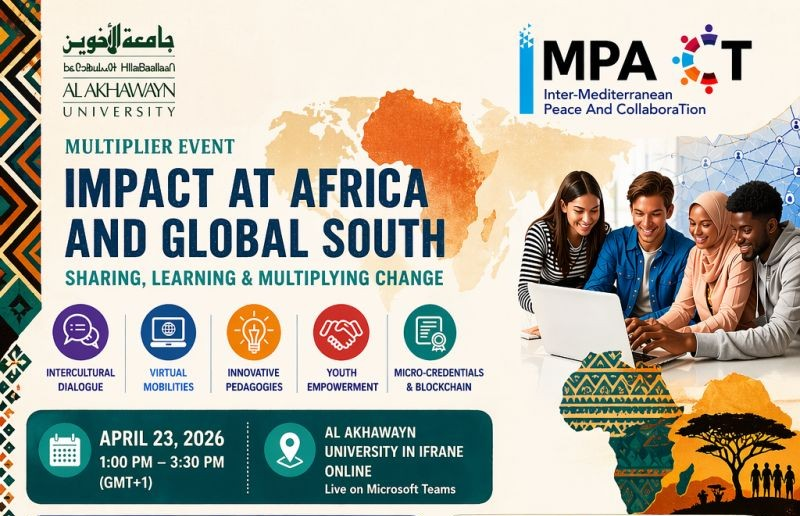 جامعة الأخوين
AL AKHAWAYN
UNIVERSITY
IMPACT
Inter-Mediterranean
Peace And CollaboraTion
MULTIPLIER EVENT
IMPACT AT AFRICA
AND GLOBAL SOUTH
SHARING, LEARNING & MULTIPLYING CHANGE
INTERCULTURAL
DIALOGUE
VIRTUAL
MOBILITIES
INNOVATIVE
PEDAGOGIES
YOUTH
EMPOWERMENT
MICRO-CREDENTIALS
& BLOCKCHAIN
APRIL 23, 2026
1:00 PM – 3:30 PM
(GMT+1)
AL AKHAWAYN
UNIVERSITY IN IFRANE
ONLINE
Live on Microsoft Teams